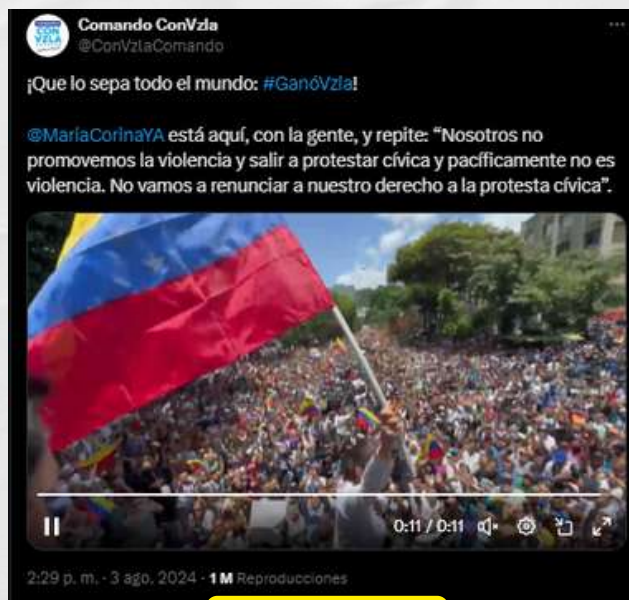 Comando ConVzla
@ConVzlaComando
¡Que lo sepa todo el mundo: #GanóVzla!
@MariaCorinaYA está aquí, con la gente, y repite: “Nosotros no
promovemos la violencia y salir a protestar cívica y pacíficamente no es
violencia. No vamos a renunciar a nuestro derecho a la protesta cívica”.
0:11 / 0:11
2:29 p. m. · 3 ago. 2024 · 1 M Reproducciones